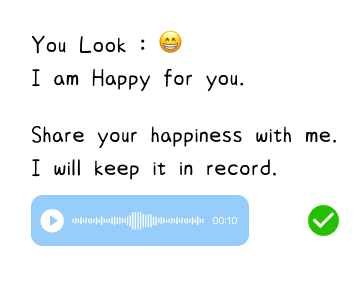 You Look : 😁
I am Happy for you.
Share your happiness with me.
I will keep it in record.
00:10